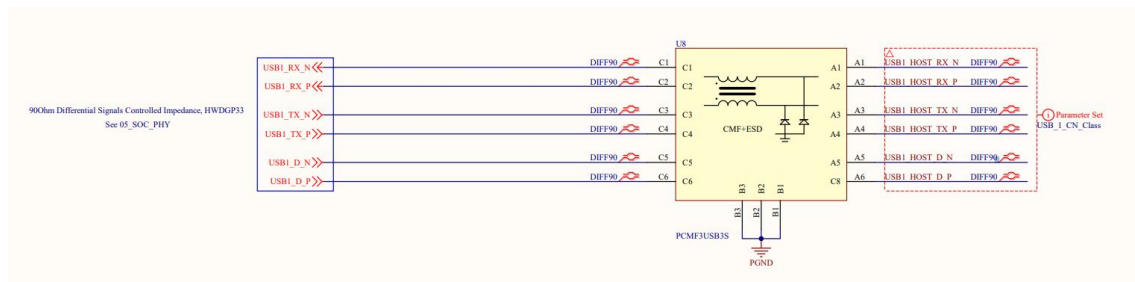 U8
USB1_RX_N DIFF90 C1 C1 A1 A1 USB1_HOST_RX_N DIFF90
USB1_RX_P DIFF90 C2 C2 A2 A2 USB1_HOST_RX_P DIFF90
90Ohm Differential Signals Controlled Impedance, HWDGP33
See 05_SOC_PHY
USB1_TX_N DIFF90 C3 C3 A3 A3 USB1_HOST_TX_N DIFF90
i Parameter Set
USB_1_CN_Class
USB1_TX_P DIFF90 C4 C4 CMF+ESD A4 A4 USB1_HOST_TX_P DIFF90
USB1_D_N DIFF90 C5 C5 A5 A5 USB1_HOST_D_N DIFF90
USB1_D_P DIFF90 C6 C6 C8 A6 USB1_HOST_D_P DIFF90
B3 B2 B1
B3 B2 B1
PCMF3USB3S
PGND